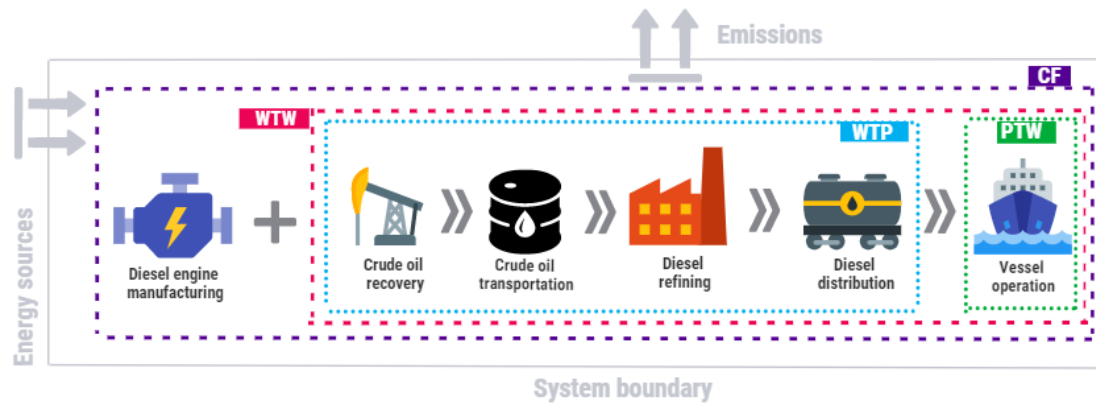 Emissions
CF
WTW
WTP
PTW
Energy sources
Diesel engine
manufacturing
Crude oil
recovery
Crude oil
transportation
Diesel
refining
Diesel
distribution
Vessel
operation
System boundary